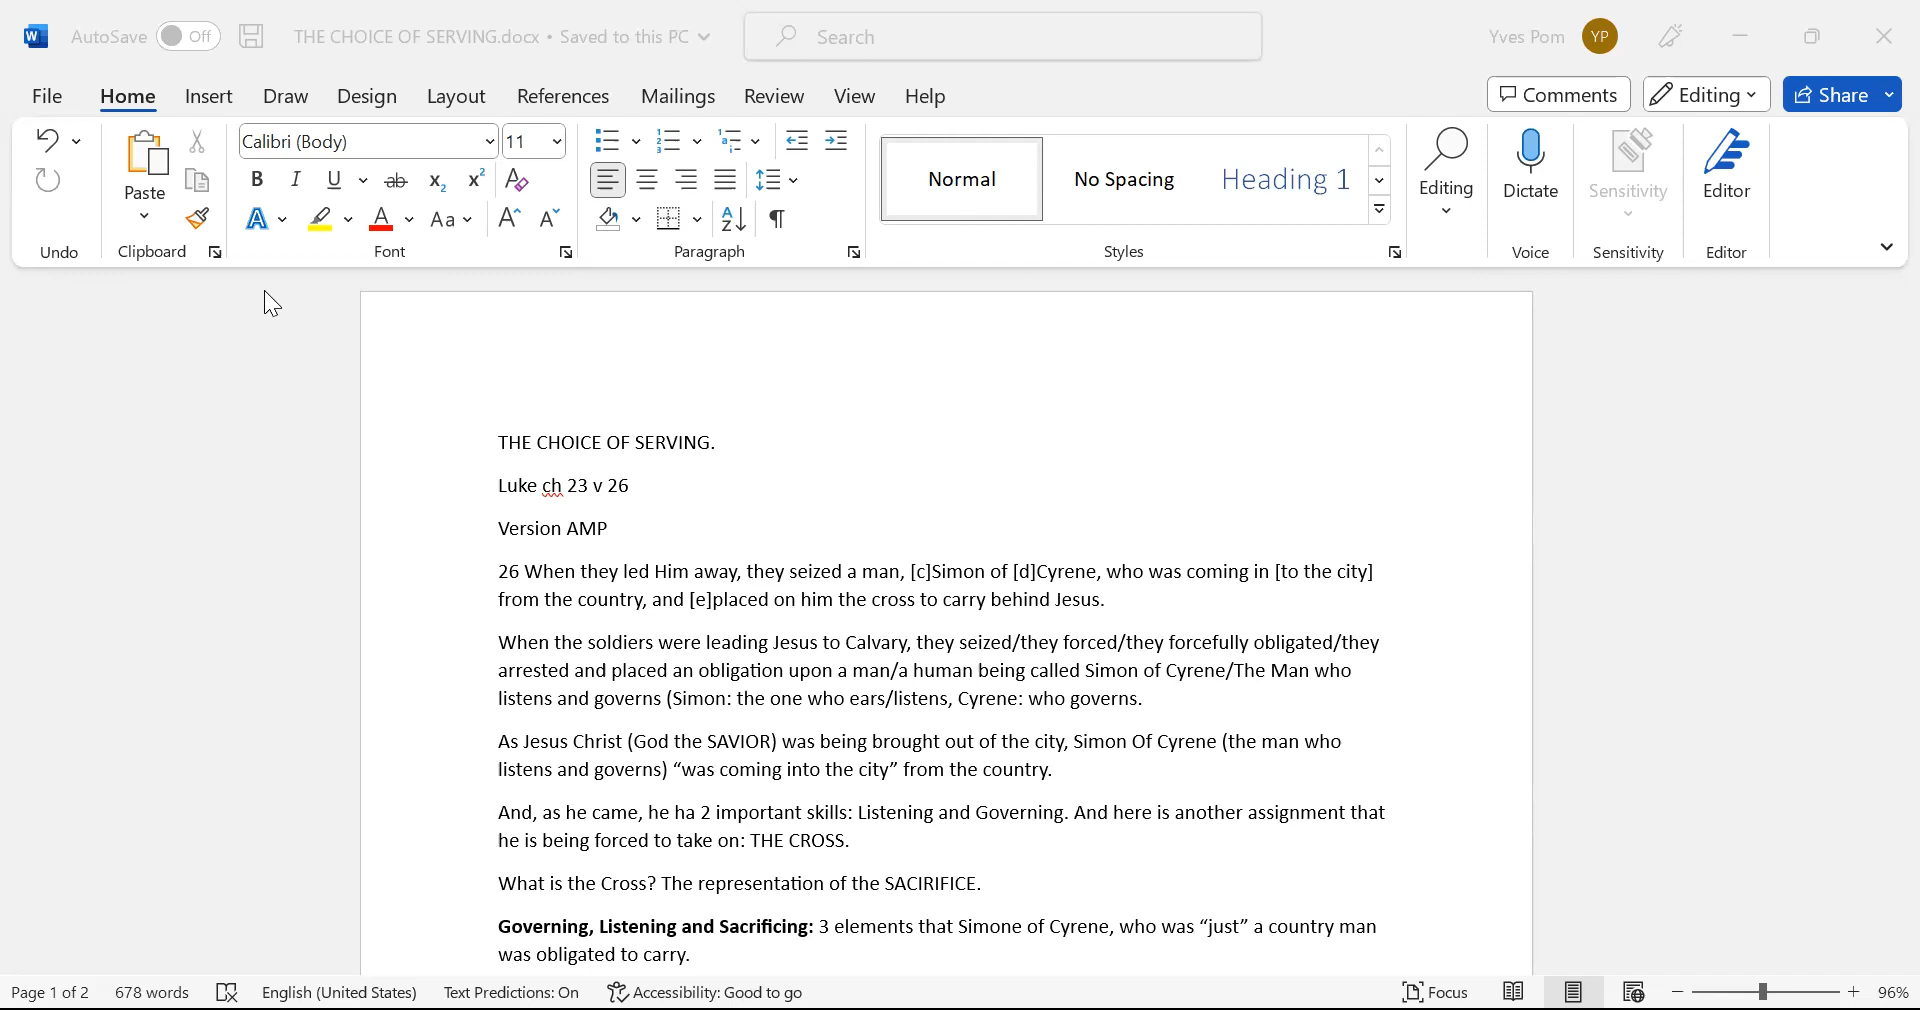 W AutoSave Off THE CHOICE OF SERVING.docx • Saved to this PC Search Yves Pom YP
File Home Insert Draw Design Layout References Mailings Review View Help Comments Editing Share
Calibri (Body) 11
Paste
B I U ab x₂ x² A
A A Aa A A
Normal No Spacing Heading 1
Editing Dictate Sensitivity Editor
Undo Clipboard Font Paragraph Styles Voice Sensitivity Editor
THE CHOICE OF SERVING.
Luke ch 23 v 26
Version AMP
26 When they led Him away, they seized a man, [c]Simon of [d]Cyrene, who was coming in [to the city]
from the country, and [e]placed on him the cross to carry behind Jesus.
When the soldiers were leading Jesus to Calvary, they seized/they forced/they forcefully obligated/they
arrested and placed an obligation upon a man/a human being called Simon of Cyrene/The Man who
listens and governs (Simon: the one who ears/listens, Cyrene: who governs.
As Jesus Christ (God the SAVIOR) was being brought out of the city, Simon Of Cyrene (the man who
listens and governs) “was coming into the city” from the country.
And, as he came, he ha 2 important skills: Listening and Governing. And here is another assignment that
he is being forced to take on: THE CROSS.
What is the Cross? The representation of the SACIRIFICE.
Governing, Listening and Sacrificing: 3 elements that Simone of Cyrene, who was “just” a country man
was obligated to carry.
Page 1 of 2 678 words English (United States) Text Predictions: On Accessibility: Good to go Focus 96%